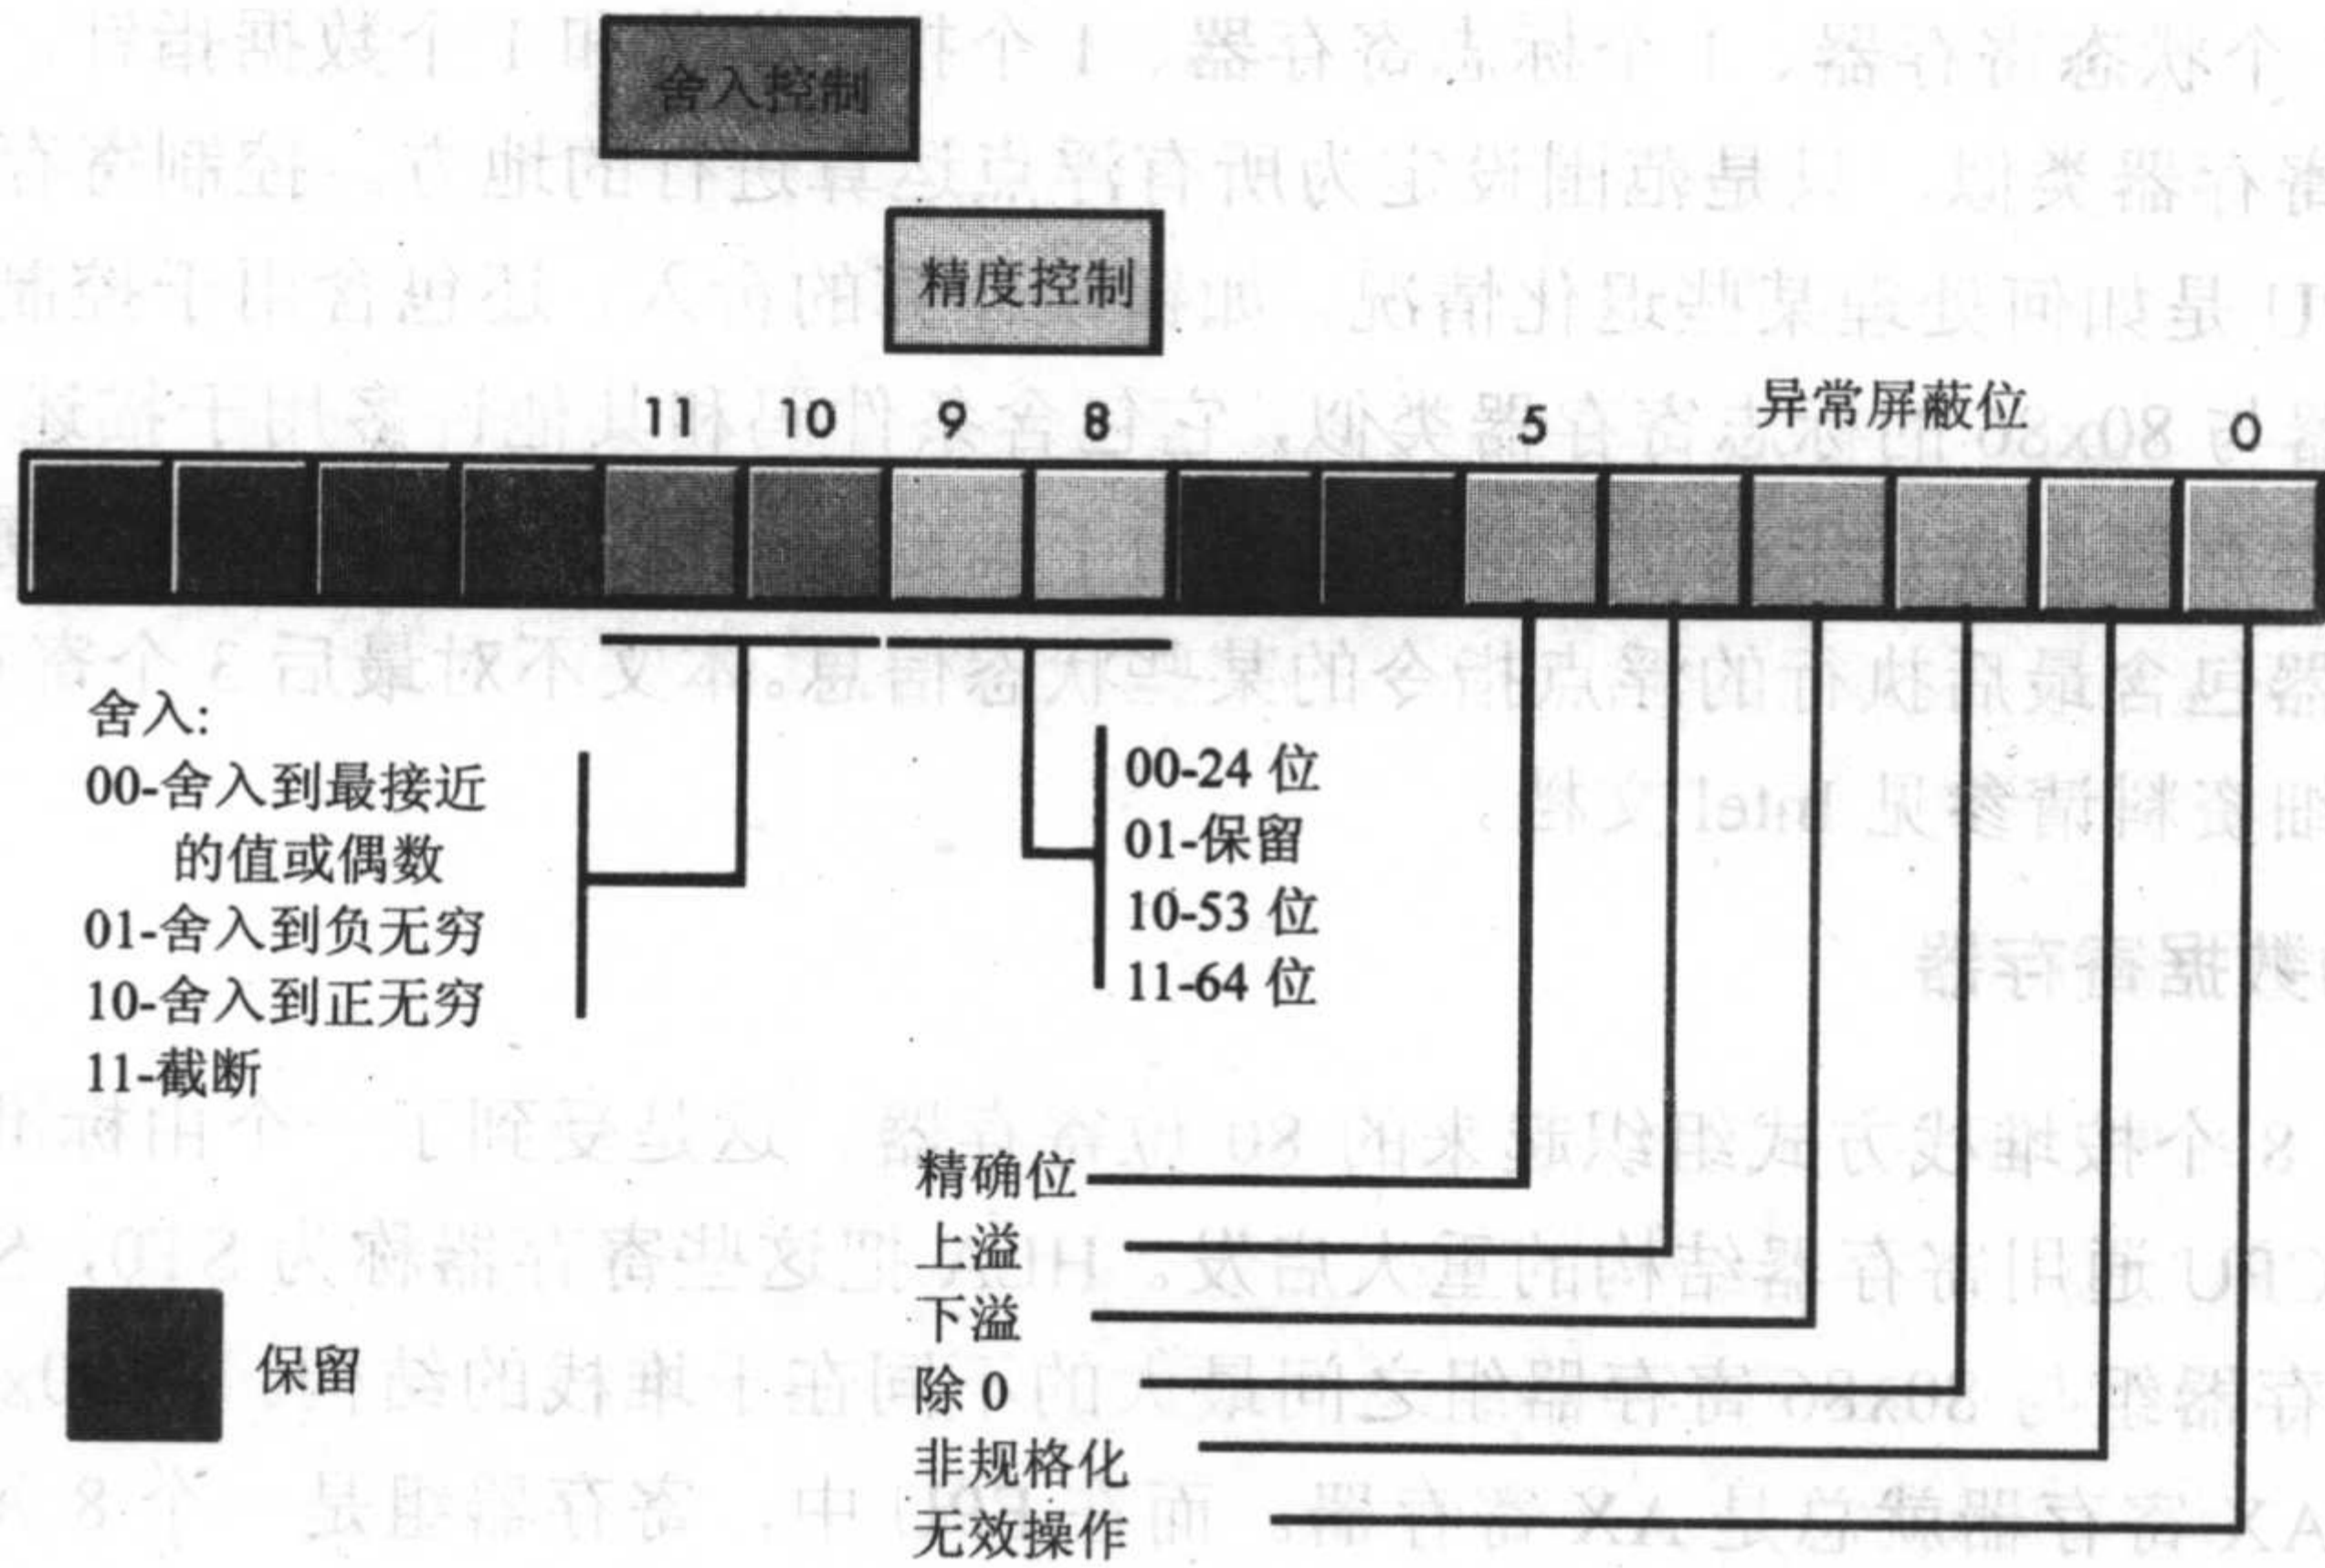 舍入控制
精度控制
11 10 9 8 5 异常屏蔽位 0
舍入:
00-舍入到最接近
的值或偶数
01-舍入到负无穷
10-舍入到正无穷
11-截断
00-24 位
01-保留
10-53 位
11-64 位
精确位
上溢
下溢
除 0
非规格化
无效操作
保留